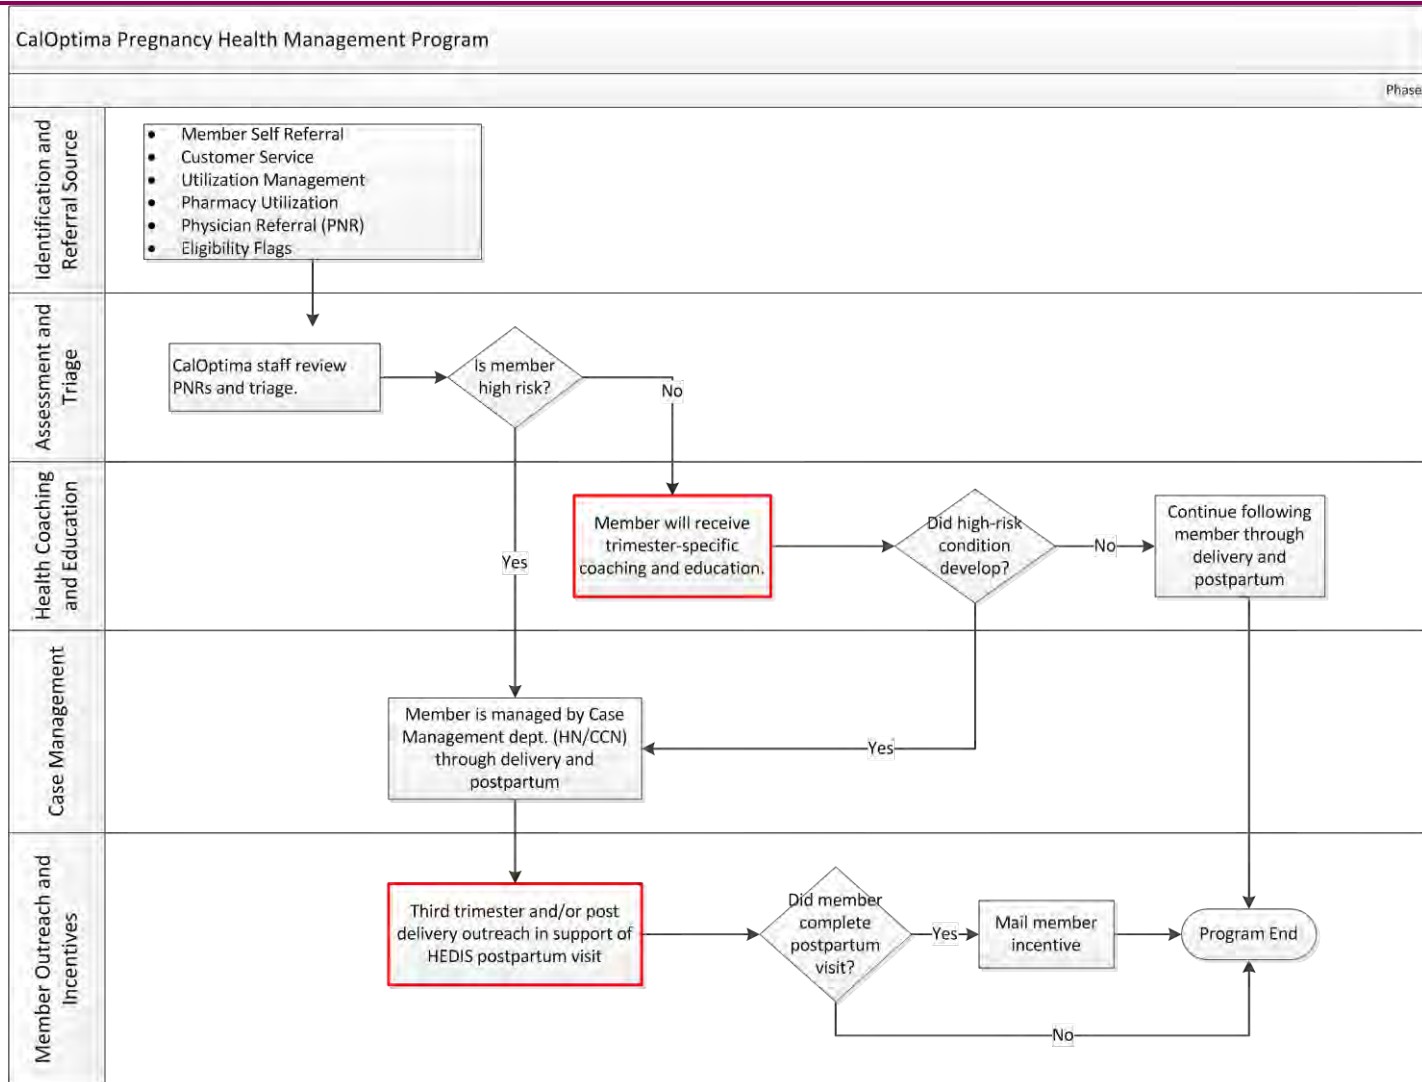 CalOptima Pregnancy Health Management Program
Phase
Identification and
Referral Source
• Member Self Referral
• Customer Service
• Utilization Management
• Pharmacy Utilization
• Physician Referral (PNR)
• Eligibility Flags
Assessment and
Triage
CalOptima staff review
PNRs and triage.
Is member
high risk?
No
Yes
Health Coaching
and Education
Member will receive
trimester-specific
coaching and education.
Did high-risk
condition
develop?
No
Continue following
member through
delivery and
postpartum
Yes
Case Management
Member is managed by Case
Management dept. (HN/CCN)
through delivery and
postpartum
Member Outreach and
Incentives
Third trimester and/or post
delivery outreach in support of
HEDIS postpartum visit
Did member
complete
postpartum
visit?
Yes
Mail member
incentive
Program End
No